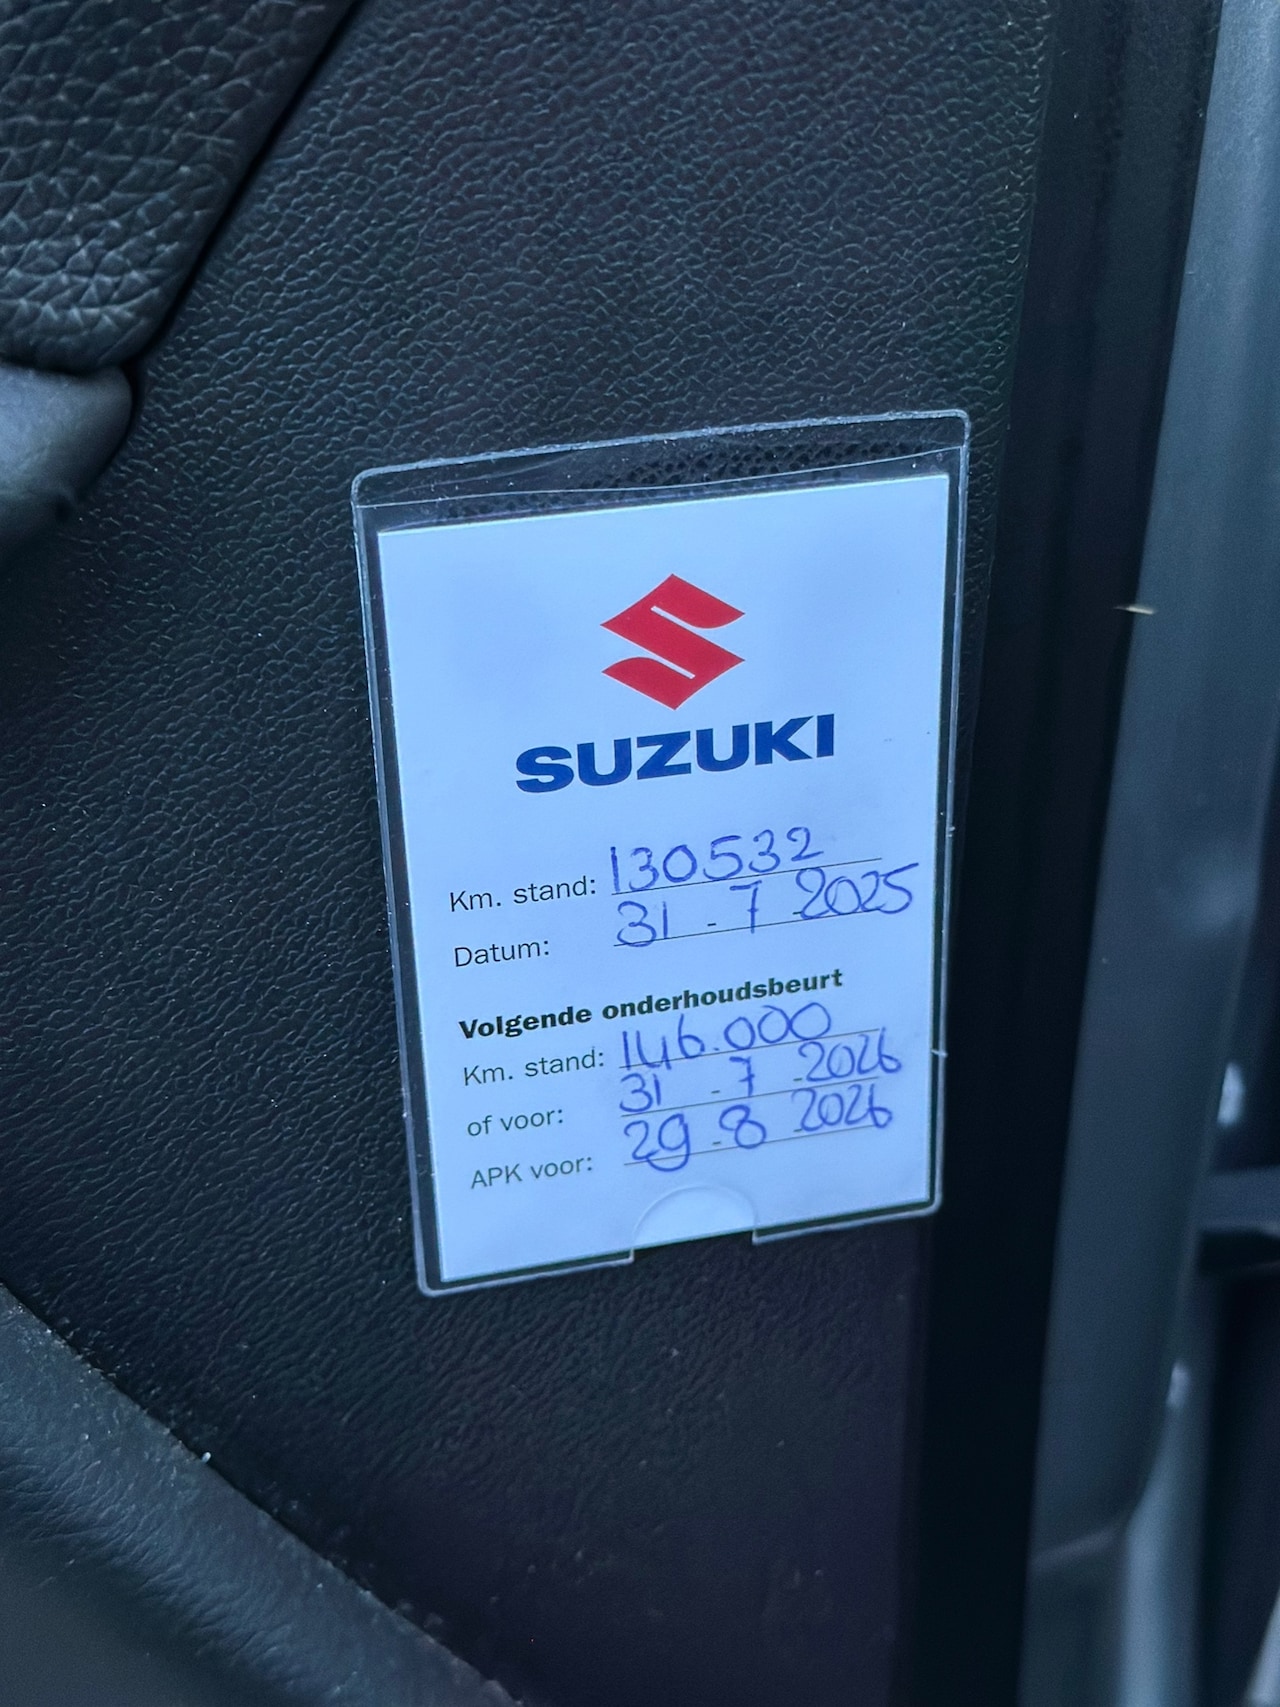 SUZUKI
Km. stand: 130532
Datum: 31 - 7 2025
Volgende onderhoudsbeurt
Km. stand: 146.000
of voor: 31 - 7 - 2026
APK voor: 29 - 8 2026